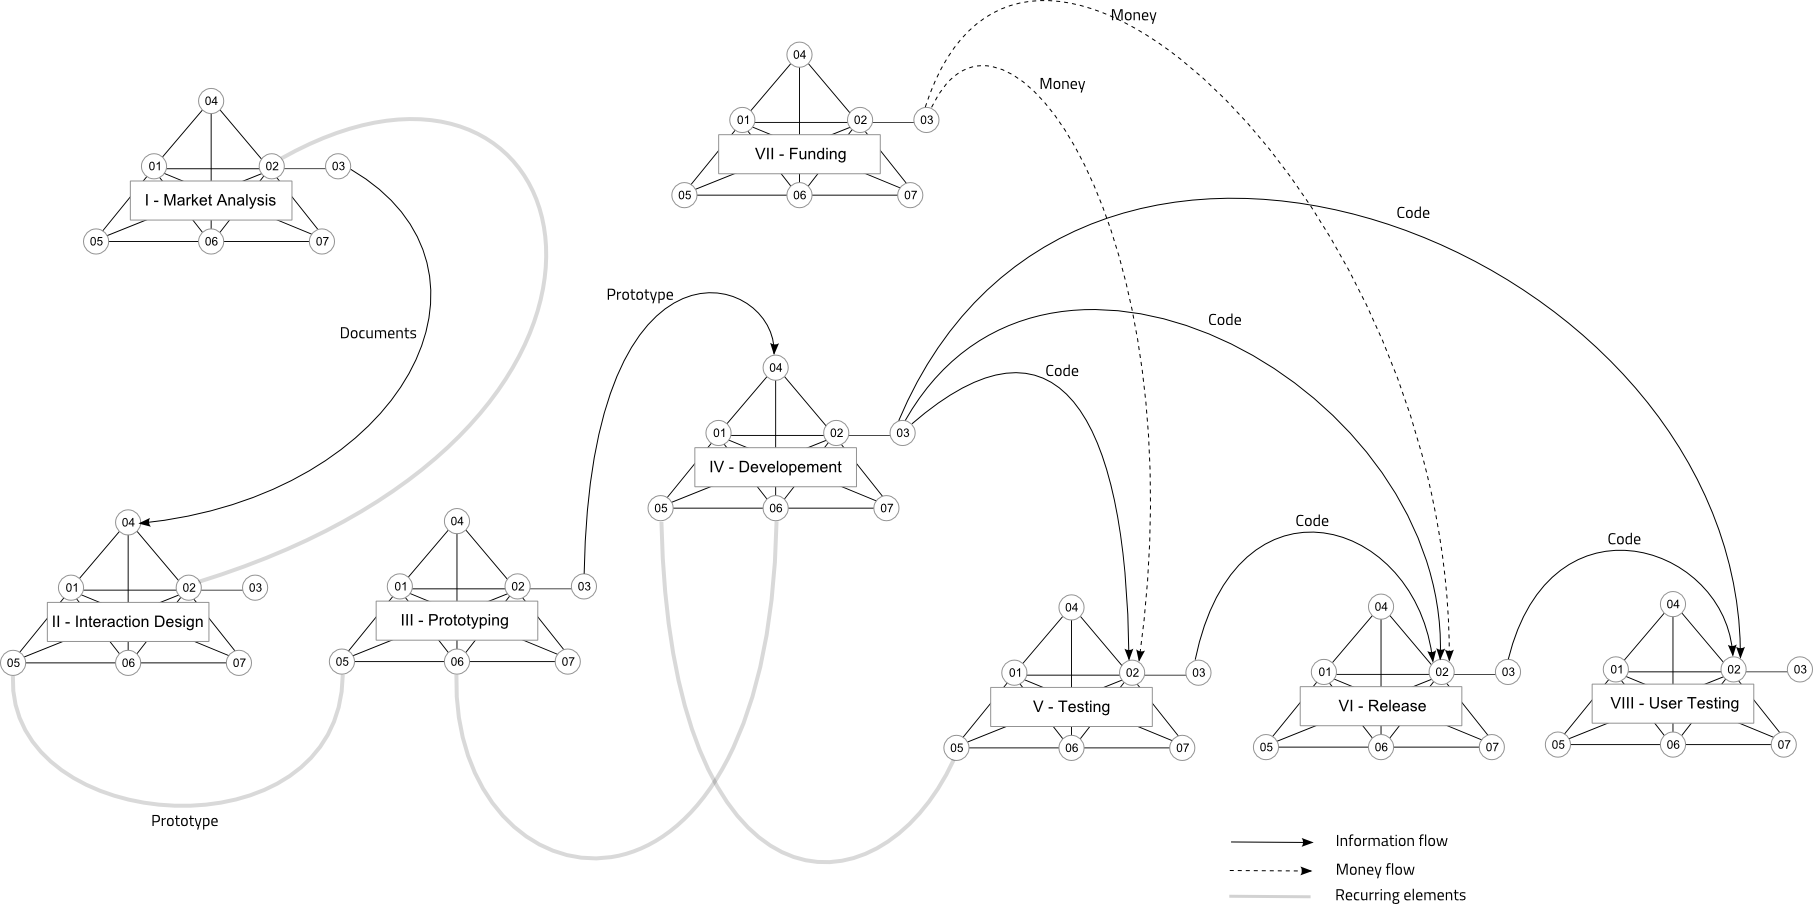 Money
04
Money
01
02
03
VII - Funding
05
06
07
04
01
02
03
I - Market Analysis
05
06
07
Code
Prototype
Documents
Code
04
Code
01
02
03
IV - Developement
05
06
07
04
01
02
03
II - Interaction Design
05
06
07
04
01
02
03
III - Prototyping
05
06
07
Code
Code
04
01
02
03
V - Testing
05
06
07
04
01
02
03
VI - Release
05
06
07
04
01
02
03
VIII - User Testing
05
06
07
Prototype
Information flow
Money flow
Recurring elements